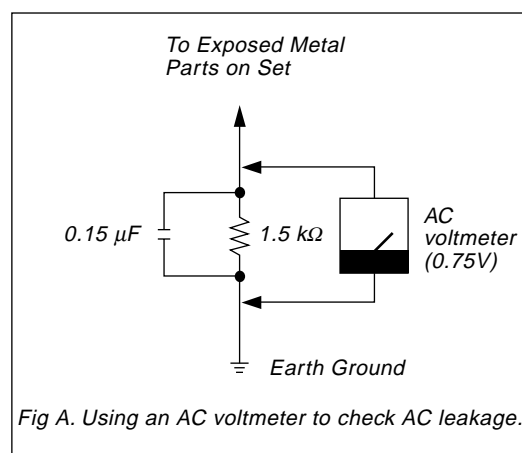 To Exposed Metal
Parts on Set
0.15 μF
1.5 kΩ
AC
voltmeter
(0.75V)
Earth Ground
Fig A. Using an AC voltmeter to check AC leakage.